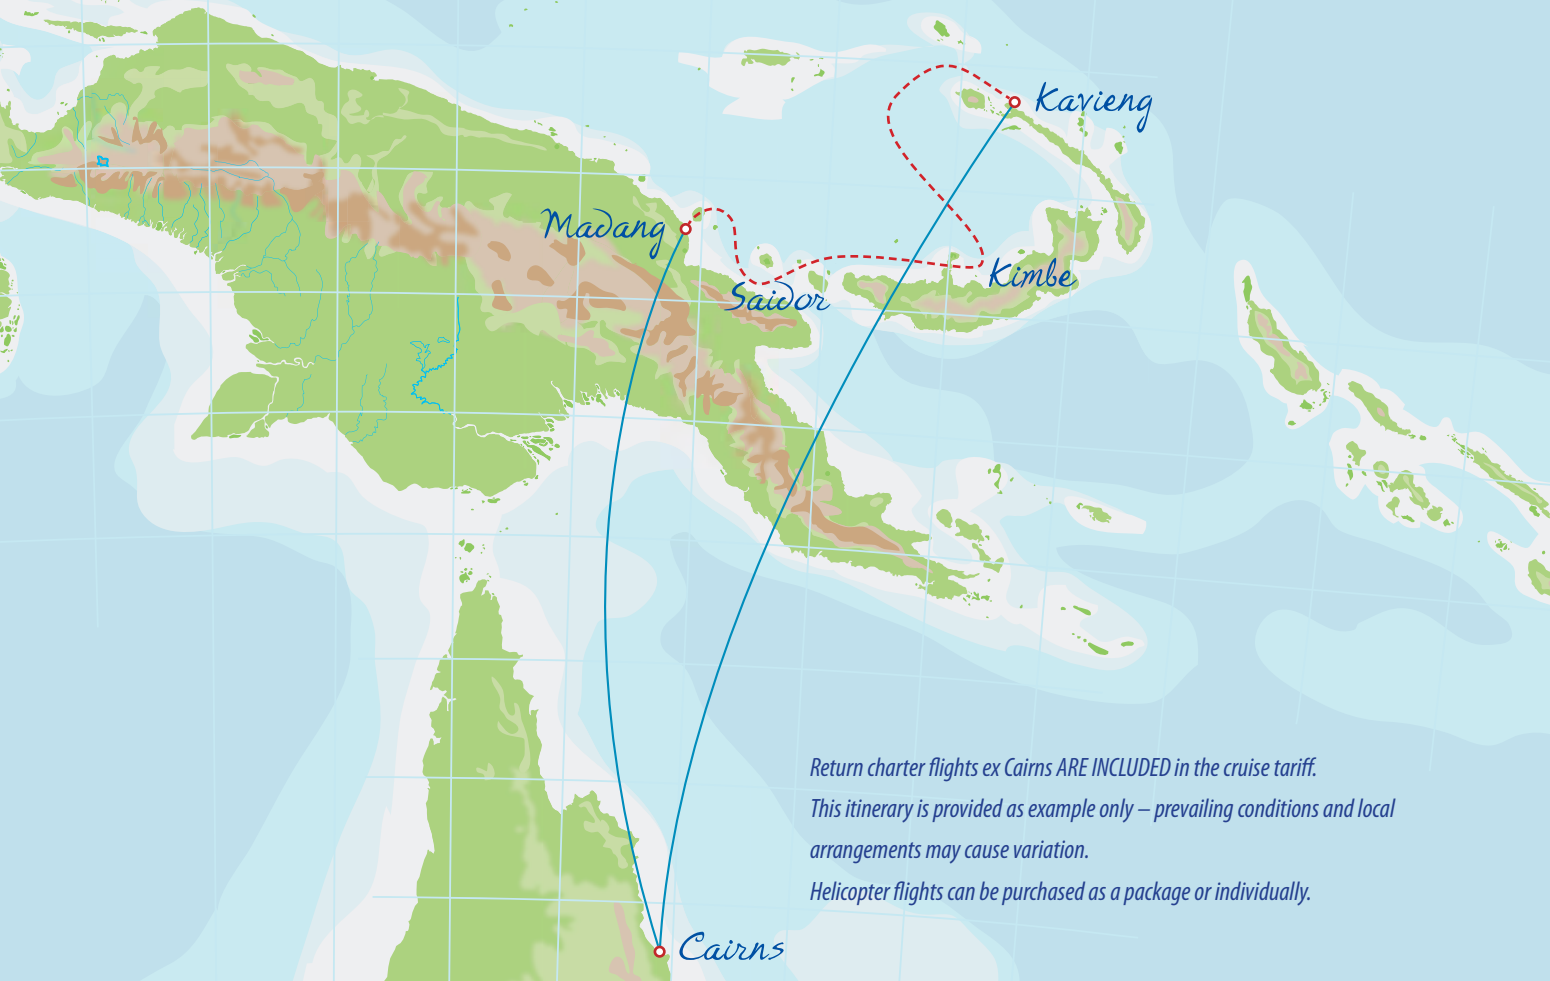 Kavieng
Madang
Kimbe
Saidor
Return charter flights ex Cairns ARE INCLUDED in the cruise tariff.
This itinerary is provided as example only – prevailing conditions and local
arrangements may cause variation.
Helicopter flights can be purchased as a package or individually.
Cairns